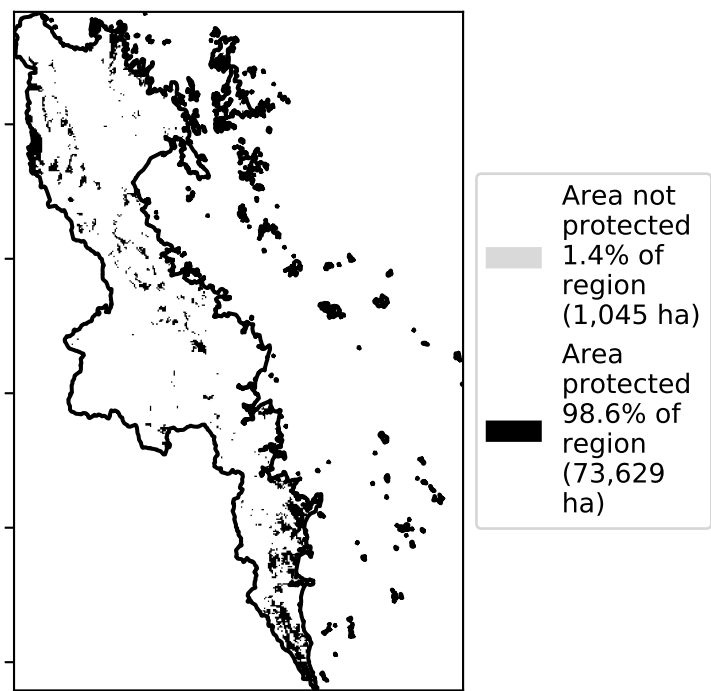 Area not
protected
1.4% of
region
(1,045 ha)
Area
protected
98.6% of
region
(73,629
ha)